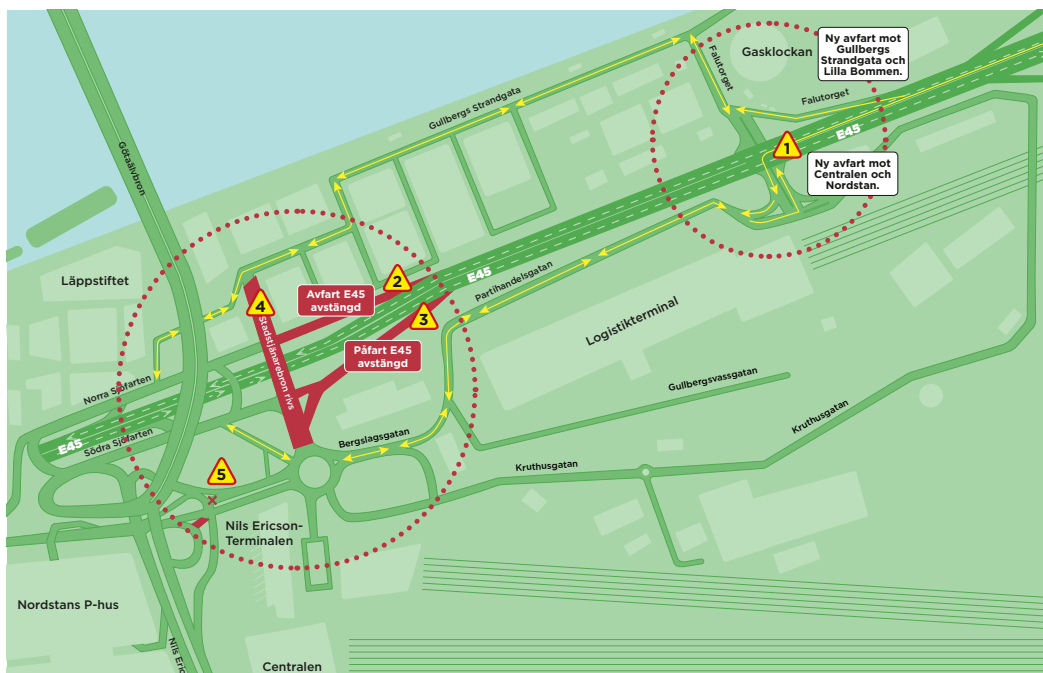 Ny avfart mot
Gullbergs
Strandgata och
Lilla Bommen.
Gasklockan
Falutorget
Falutorget
E45
1
Ny avfart mot
Centralen och
Nordstan.
Gullbergs Strandgata
Götaälvbron
Läppstiftet
E45
2
Avfart E45
avstängd
3
4
Stadstjänarebron rivs
Påfart E45
avstängd
Partihandelsgatan
Logistikterminal
Gullbergsvassgatan
Kruthusgatan
Kruthusgatan
Norra Sjöfarten
E45
Södra Sjöfarten
Bergslagsgatan
5
Nils Ericson-
Terminalen
Nordstans P-hus
Nils Eric
Centralen